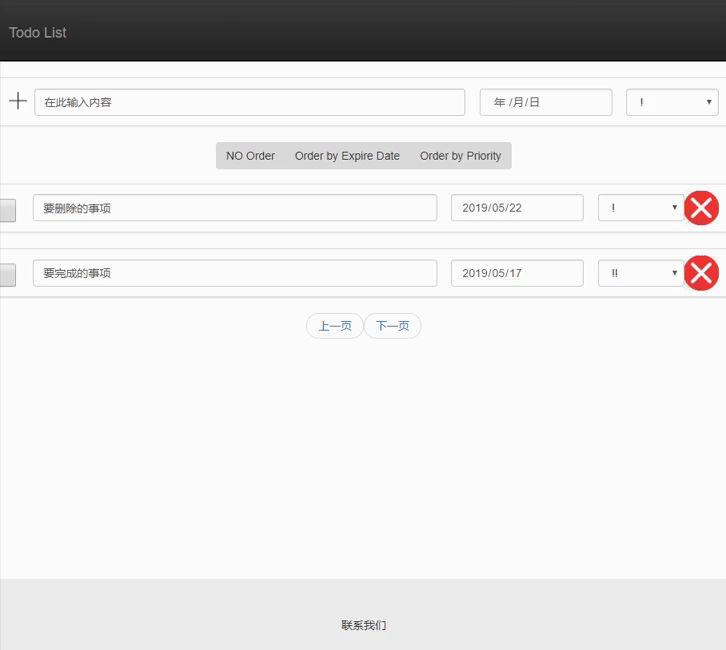 Todo List
在此输入内容 年 /月/日 !
NO Order Order by Expire Date Order by Priority
要删除的事项 2019/05/22 !
要完成的事项 2019/05/17 !!
上一页 下一页
联系我们